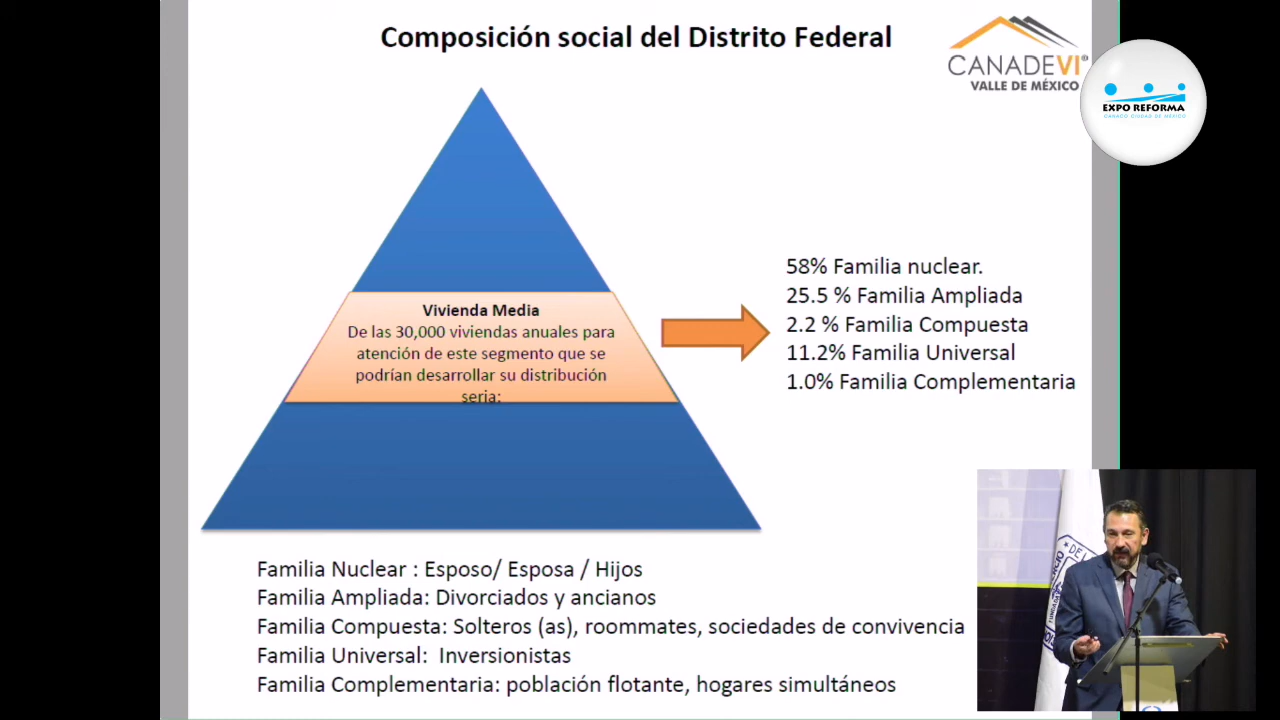 Composición social del Distrito Federal
CANADEVI®
VALLE DE MÉXICO
EXPO REFORMA
CANACO CIUDAD DE MÉXICO
Vivienda Media
De las 30,000 viviendas anuales para
atención de este segmento que se
podrían desarrollar su distribución
seria:
58% Familia nuclear.
25.5 % Familia Ampliada
2.2 % Familia Compuesta
11.2% Familia Universal
1.0% Familia Complementaria
Familia Nuclear : Esposo/ Esposa / Hijos
Familia Ampliada: Divorciados y ancianos
Familia Compuesta: Solteros (as), roommates, sociedades de convivencia
Familia Universal: Inversionistas
Familia Complementaria: población flotante, hogares simultáneos